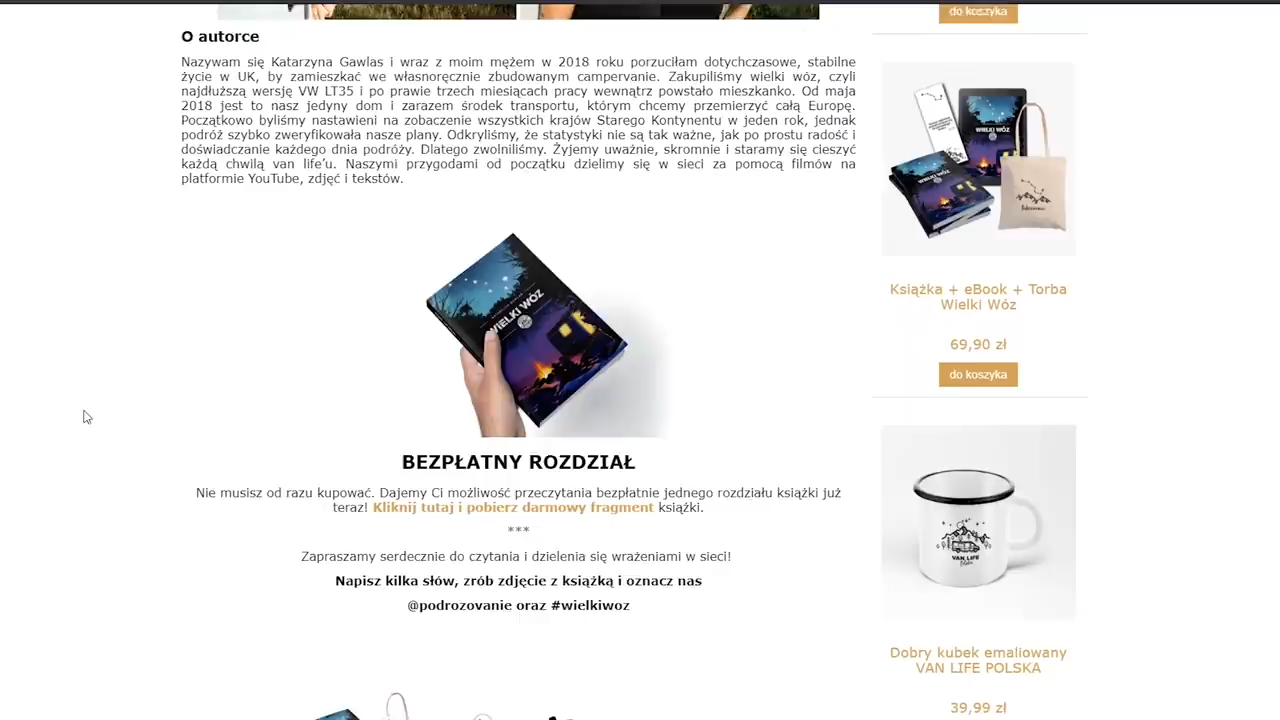 do koszyka
O autorce
Nazywam się Katarzyna Gawlas i wraz z moim mężem w 2018 roku porzuciłam dotychczasowe, stabilne
życie w UK, by zamieszkać we własnoręcznie zbudowanym campervanie. Zakupiliśmy wielki wóz, czyli
najdłuższą wersję VW LT35 i po prawie trzech miesiącach pracy wewnątrz powstało mieszkanko. Od maja
2018 jest to nasz jedyny dom i zarazem środek transportu, którym chcemy przemierzyć całą Europę.
Początkowo byliśmy nastawieni na zobaczenie wszystkich krajów Starego Kontynentu w jeden rok, jednak
podróż szybko zweryfikowała nasze plany. Odkryliśmy, że statystyki nie są tak ważne, jak po prostu radość i
doświadczanie każdego dnia podróży. Dlatego zwolniliśmy. Żyjemy uważnie, skromnie i staramy się cieszyć
każdą chwilą van life’u. Naszymi przygodami od początku dzielimy się w sieci za pomocą filmów na
platformie YouTube, zdjęć i tekstów.
WIELKI WÓZ
BEZPŁATNY ROZDZIAŁ
Nie musisz od razu kupować. Dajemy Ci możliwość przeczytania bezpłatnie jednego rozdziału książki już
teraz! Kliknij tutaj i pobierz darmowy fragment książki.
***
Zapraszamy serdecznie do czytania i dzielenia się wrażeniami w sieci!
Napisz kilka słów, zrób zdjęcie z książką i oznacz nas
@podrozovanie oraz #wielkiwoz
WIELKI WÓZ
WIELKI WÓZ
Książka + eBook + Torba
Wielki Wóz
69,90 zł
do koszyka
VAN LIFE
Polska
Dobry kubek emaliowany
VAN LIFE POLSKA
39,99 zł